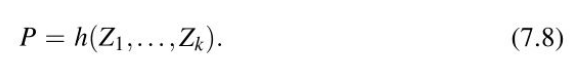 P = h(Z₁,…,Zₖ). (7.8)